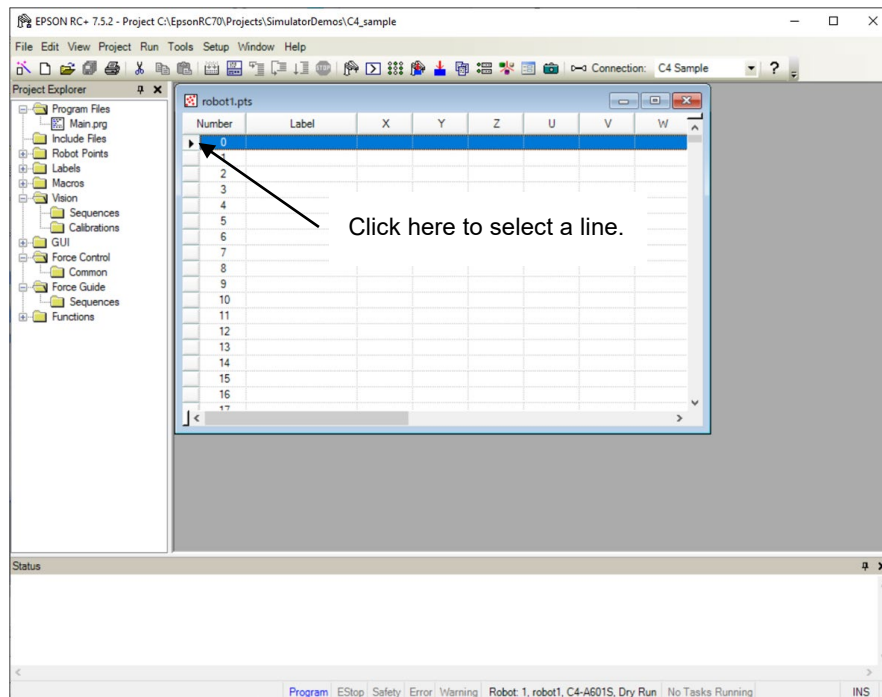 EPSON RC+ 7.5.2 - Project C:\EpsonRC70\Projects\SimulatorDemos\C4_sample
File Edit View Project Run Tools Setup Window Help
STOP Connection: C4 Sample ?
Project Explorer
Program Files
Main.prg
Include Files
Robot Points
Labels
Macros
Vision
Sequences
Calibrations
GUI
Force Control
Common
Force Guide
Sequences
Functions
robot1.pts
Number Label X Y Z U V W
0
1
2
3
4
5
6
7
8
9
10
11
12
13
14
15
16
17
Click here to select a line.
Status
Program EStop Safety Error Warning Robot: 1, robot1, C4-A601S, Dry Run No Tasks Running INS